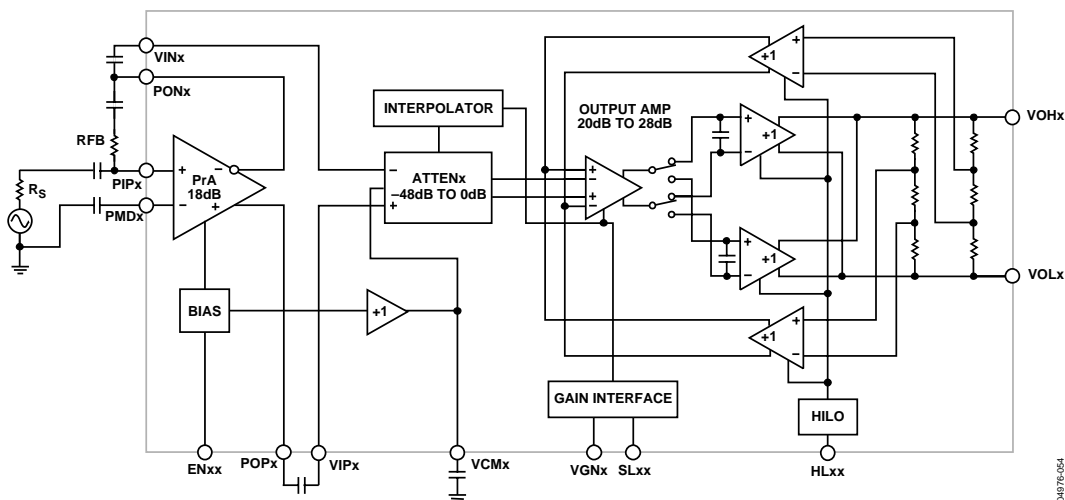 VINx
PONx
RFB
PIPx
RS
PMDx
+
−
PrA
18dB
−
+
INTERPOLATOR
−
ATTENx
−48dB TO 0dB
+
BIAS
+1
OUTPUT AMP
20dB TO 28dB
+
−
+
−
+
+1
−
+
+1
−
+
+1
−
+
+1
−
VOHx
VOLx
GAIN INTERFACE
HILO
ENxx
POPx
VIPx
VCMx
VGNx
SLxx
HLxx
04976-054